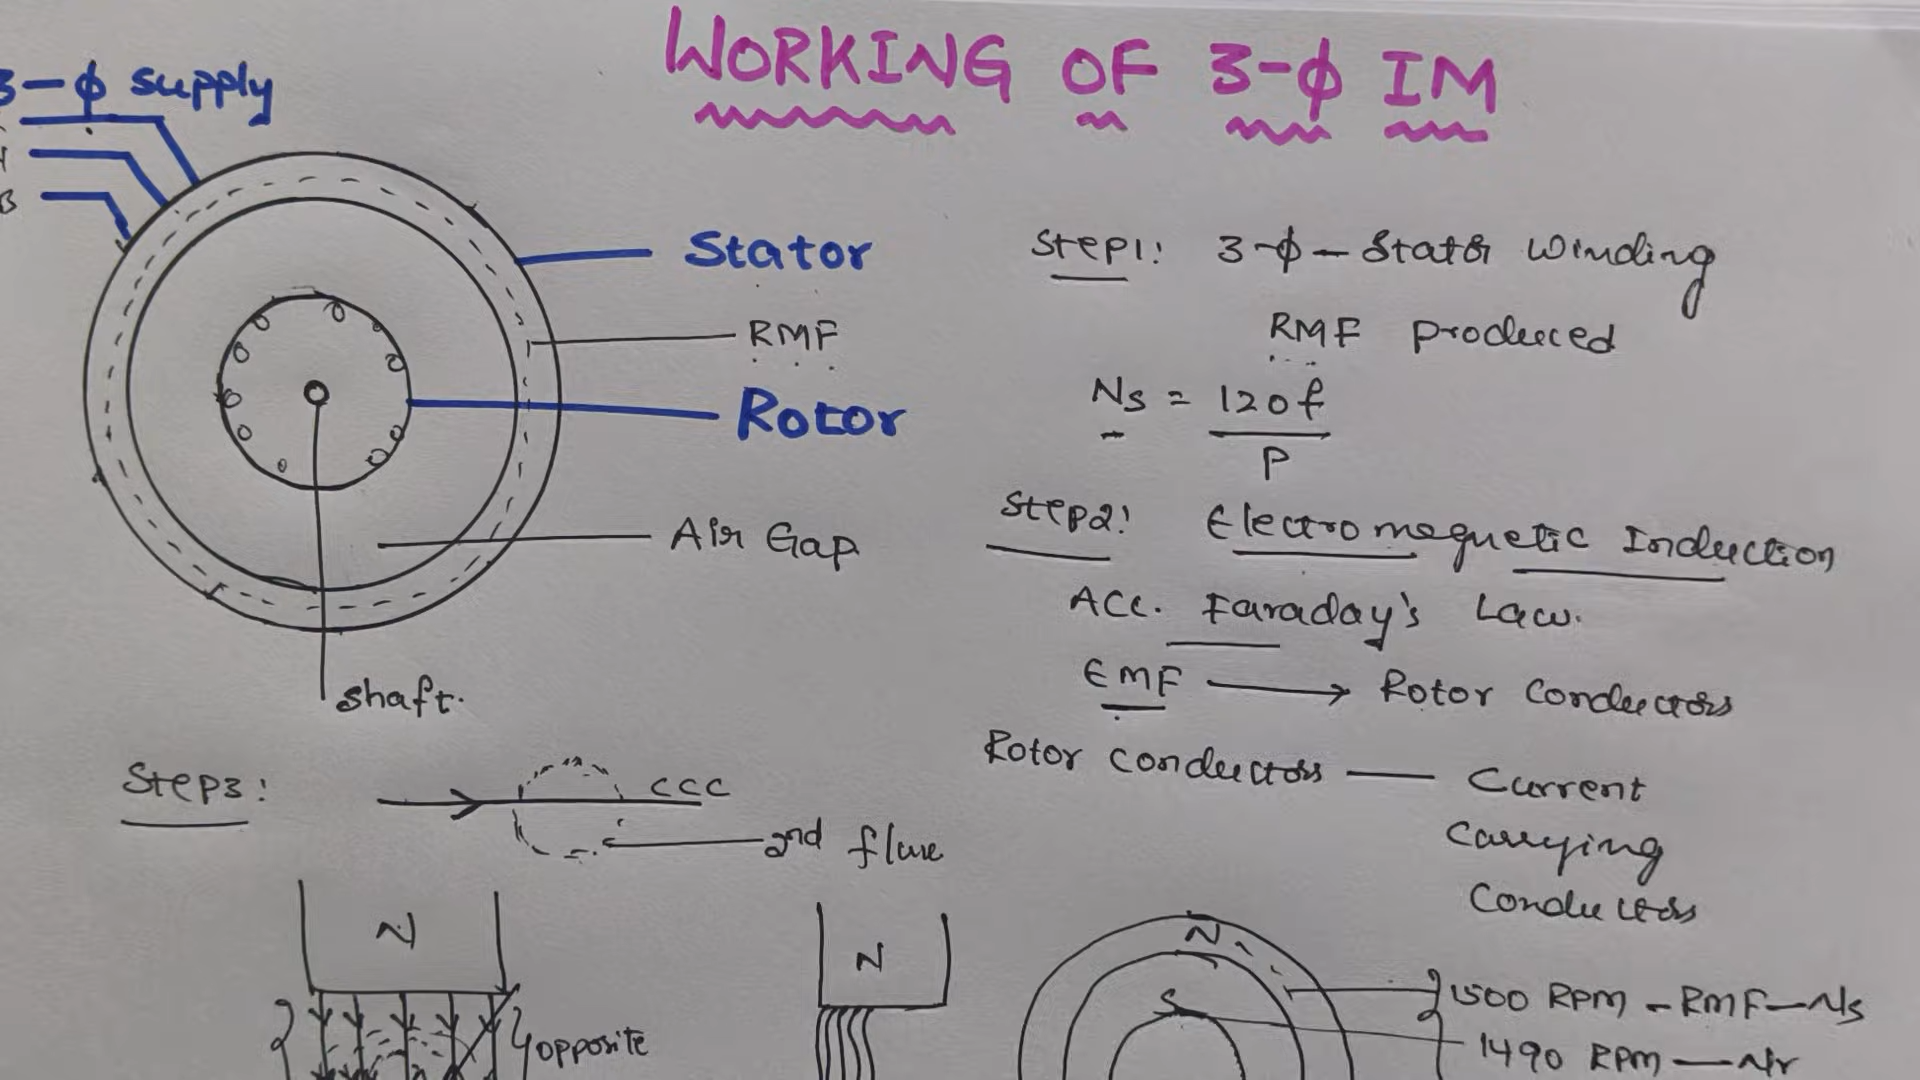 WORKING OF 3-φ IM
3-φ supply
B
Stator
RMF
Rotor
Air Gap
shaft.
Step1: 3-φ-Stator Winding
RMF produced
Ns = 120f
P
Step2: Electromegnetic Induction
Acc. Faraday's Law.
EMF → Rotor Conductors
Rotor Conductors — Current
Carrying
Conductors
Step3:
CCC
2nd flux
N
opposite
N
N
S
1500 RPM - RMF - Ns
1490 RPM — Nr